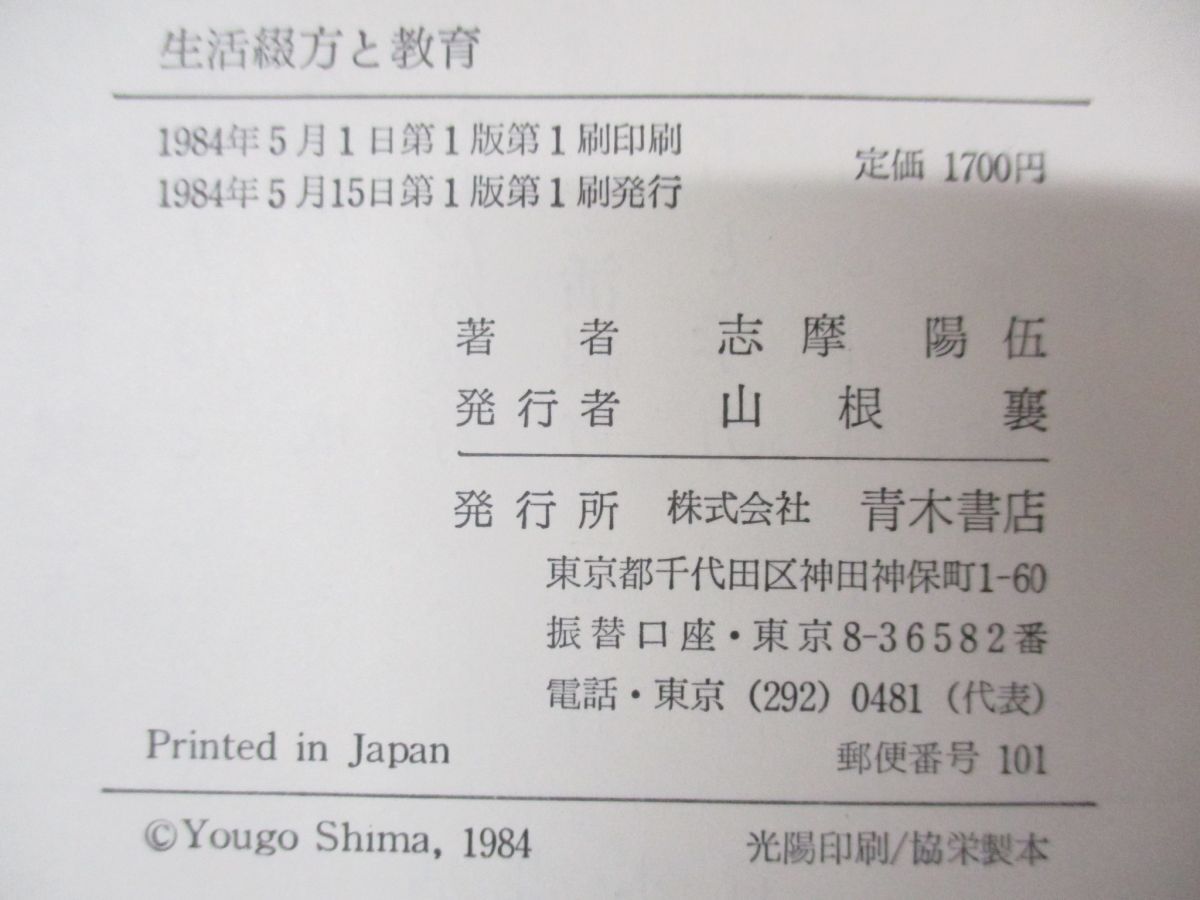 生活綴方と教育
1984年5月1日第1版第1刷印刷
1984年5月15日第1版第1刷発行
定価 1700円
著者 志摩 陽伍
発行者 山根 襄
発行所 株式会社 青木書店
東京都千代田区神田神保町1-60
振替口座・東京8-36582番
電話・東京（292）0481（代表）
Printed in Japan
郵便番号 101
©Yougo Shima, 1984
光陽印刷/協栄製本